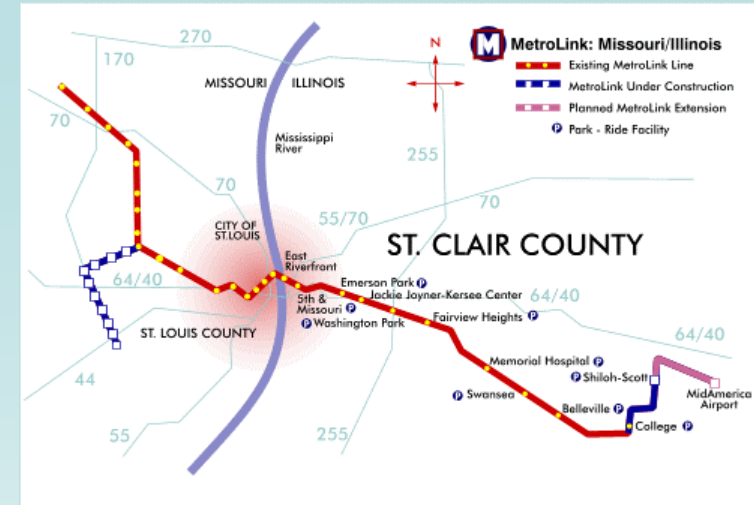 270
170
MISSOURI ILLINOIS
N
M MetroLink: Missouri/Illinois
Existing MetroLink Line
MetroLink Under Construction
Planned MetroLink Extension
P Park - Ride Facility
70
Mississippi
River
255
70
55/70
70
CITY OF
ST.LOUIS
ST. CLAIR COUNTY
East
Riverfront
64/40
Emerson Park P
Jackie Joyner-Kersee Center
64/40
5th &
Missouri P
P Washington Park
Fairview Heights P
ST. LOUIS COUNTY
64/40
Memorial Hospital P
P Shiloh-Scott
44
P Swansea
MidAmerica
Airport
Belleville P
College P
55
255